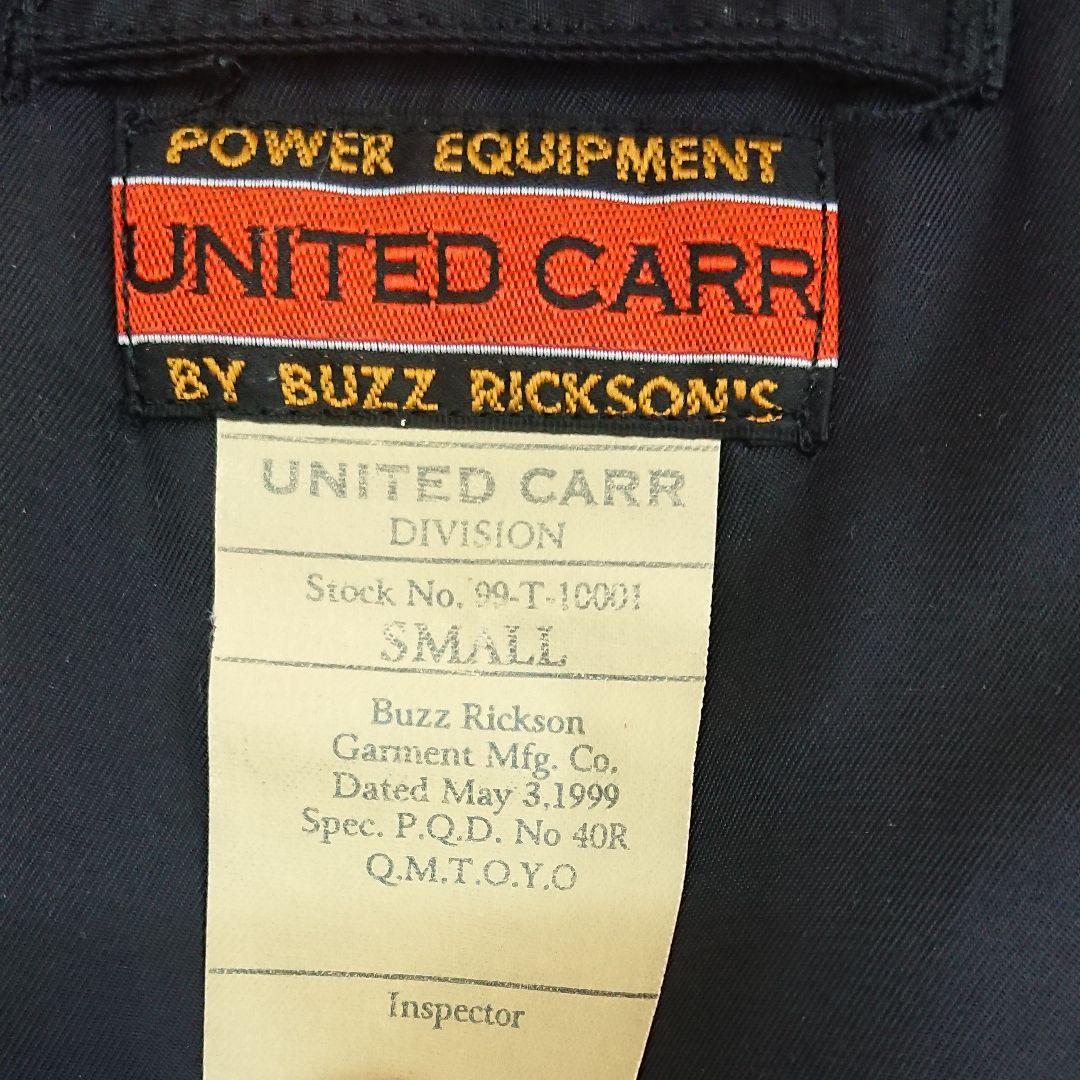 POWER EQUIPMENT
UNITED CARR
BY BUZZ RICKSON'S
UNITED CARR
DIVISION
Stock No. 99-T-10001
SMALL
Buzz Rickson
Garment Mfg. Co.
Dated May 3,1999
Spec. P.Q.D. No 40R
Q.M.T.O.Y.O
Inspector